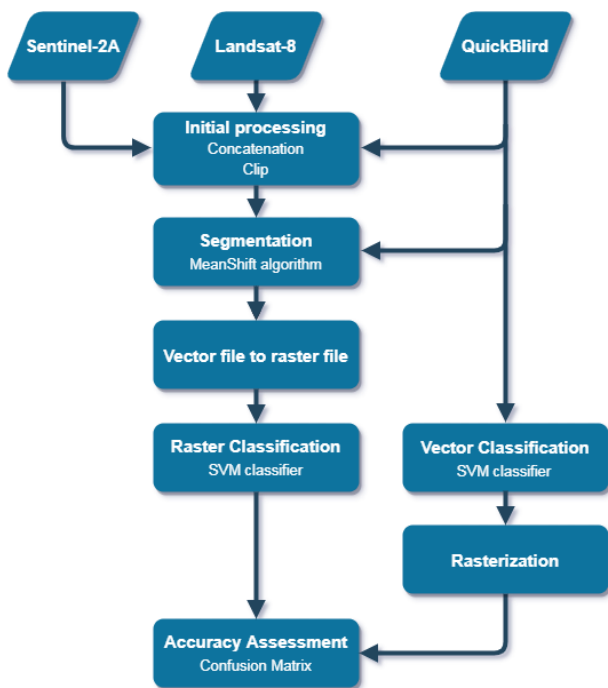 Sentinel-2A
Landsat-8
QuickBlird
Initial processing
Concatenation
Clip
Segmentation
MeanShift algorithm
Vector file to raster file
Raster Classification
SVM classifier
Vector Classification
SVM classifier
Rasterization
Accuracy Assessment
Confusion Matrix